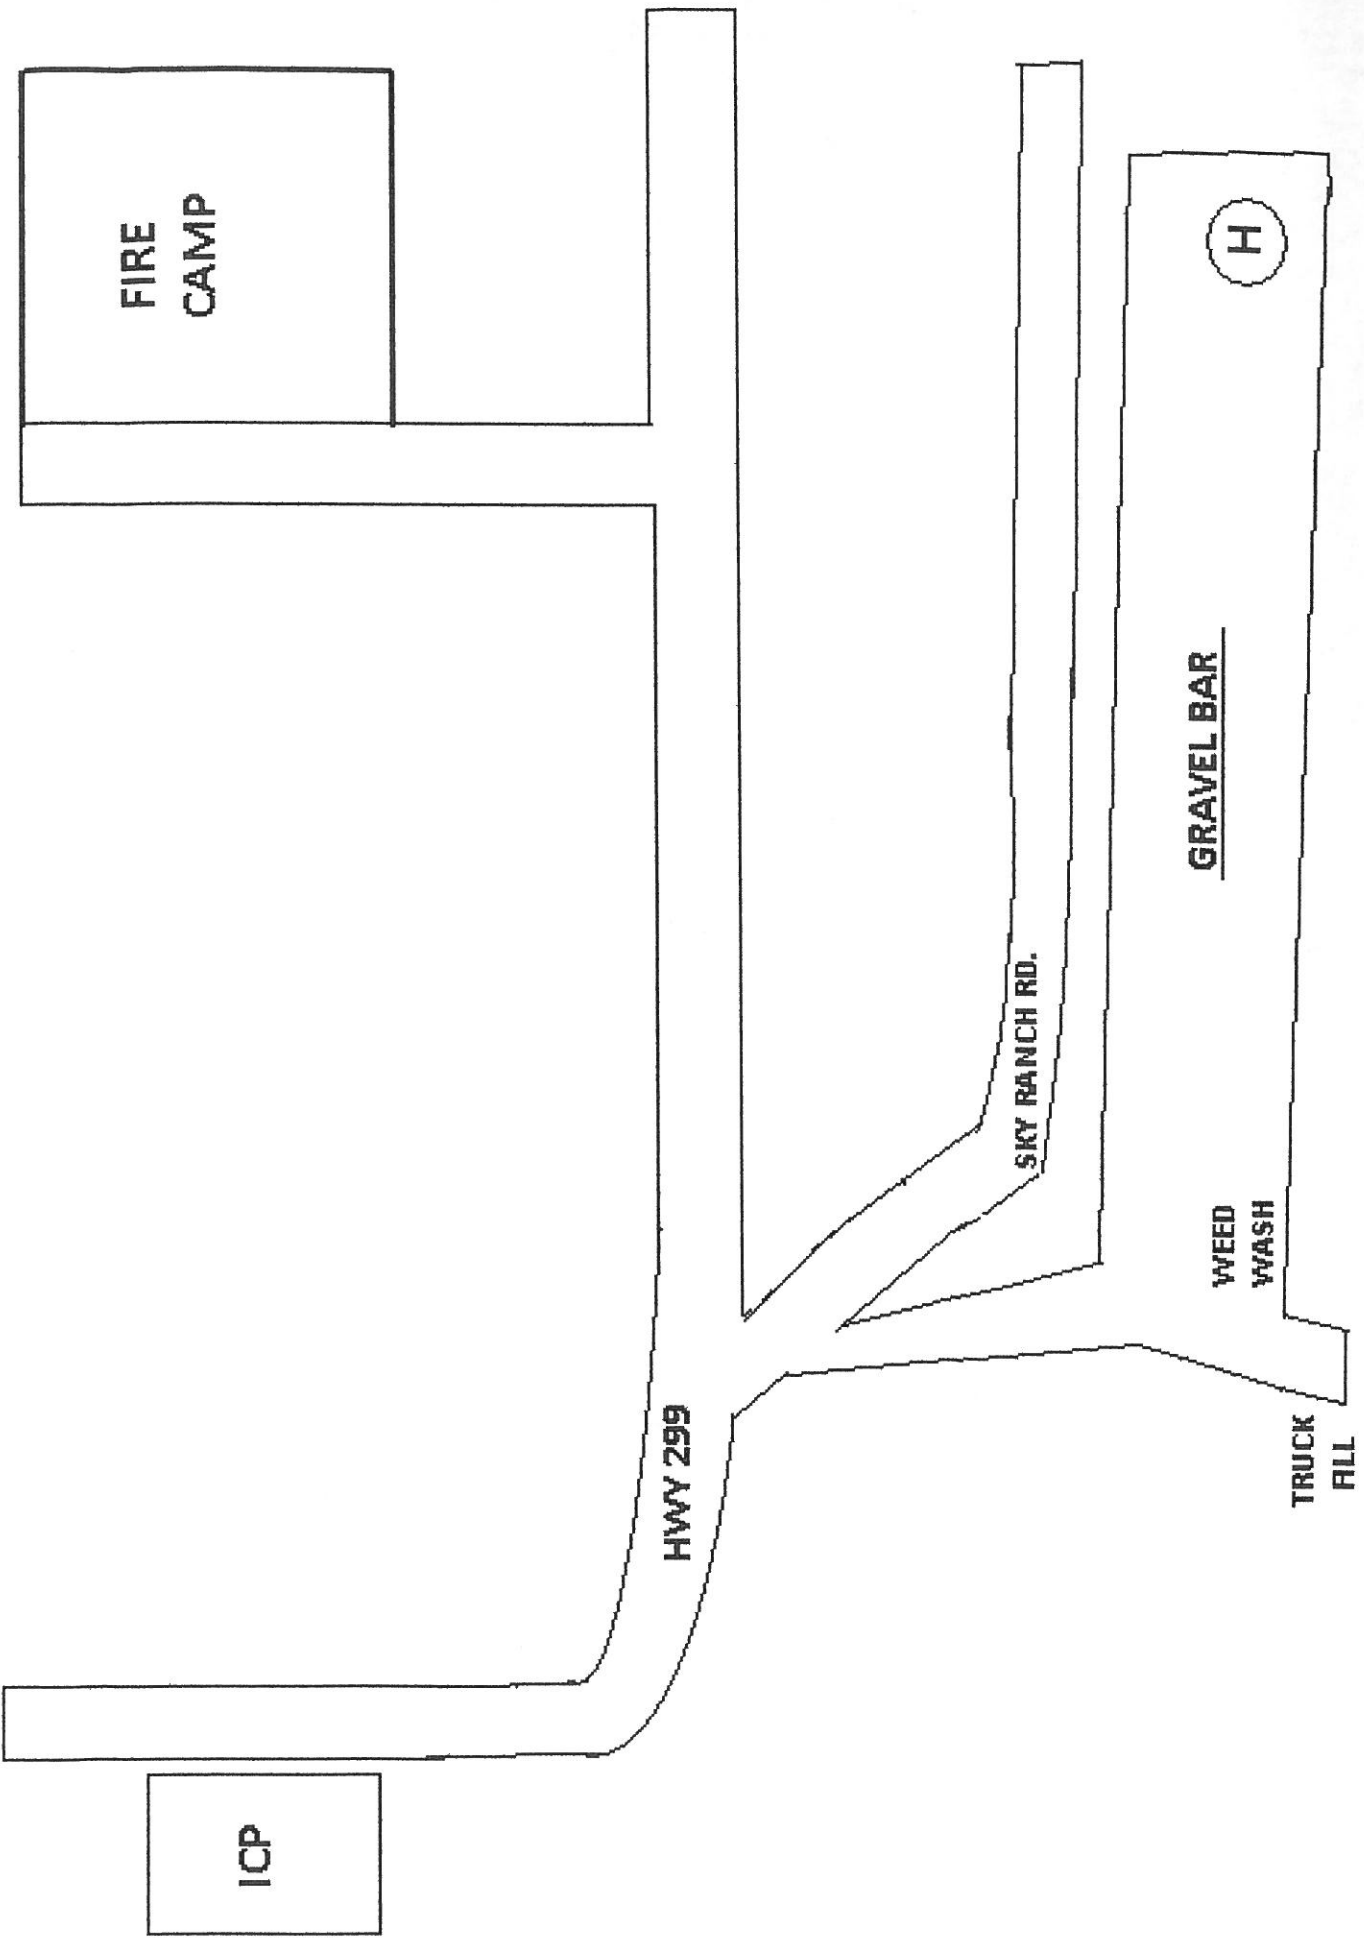 FIRE
CAMP
H
GRAVEL BAR
SKY RANCH RD.
WEED
WASH
HWY 299
TRUCK
FILL
ICP